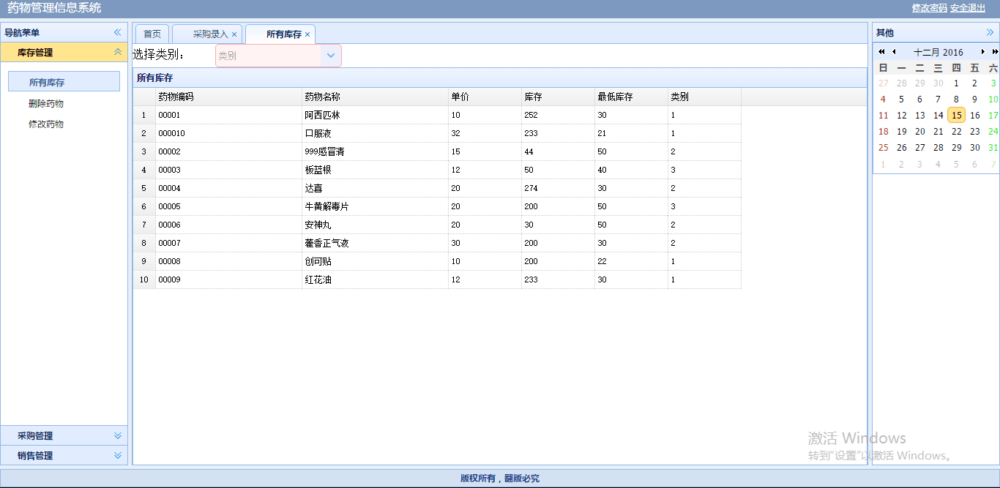 药物管理信息系统
修改密码 安全退出
导航菜单
库存管理
所有库存
删除药物
修改药物
采购管理
销售管理
首页 采购录入 所有库存
选择类别： 类别
所有库存
药物编码 药物名称 单价 库存 最低库存 类别
1 00001 阿西匹林 10 252 30 1
2 000010 口服液 32 233 21 1
3 00002 999感冒清 15 44 50 2
4 00003 板蓝根 12 50 40 3
5 00004 达喜 20 274 30 2
6 00005 牛黄解毒片 20 200 50 3
7 00006 安神丸 20 30 50 2
8 00007 藿香正气液 30 200 30 2
9 00008 创可贴 10 200 22 1
10 00009 红花油 12 233 30 1
其他
十二月 2016
日 一 二 三 四 五 六
27 28 29 30 1 2 3
4 5 6 7 8 9 10
11 12 13 14 15 16 17
18 19 20 21 22 23 24
25 26 27 28 29 30 31
1 2 3 4 5 6 7
激活 Windows
转到"设置"以激活 Windows。
版权所有，翻版必究